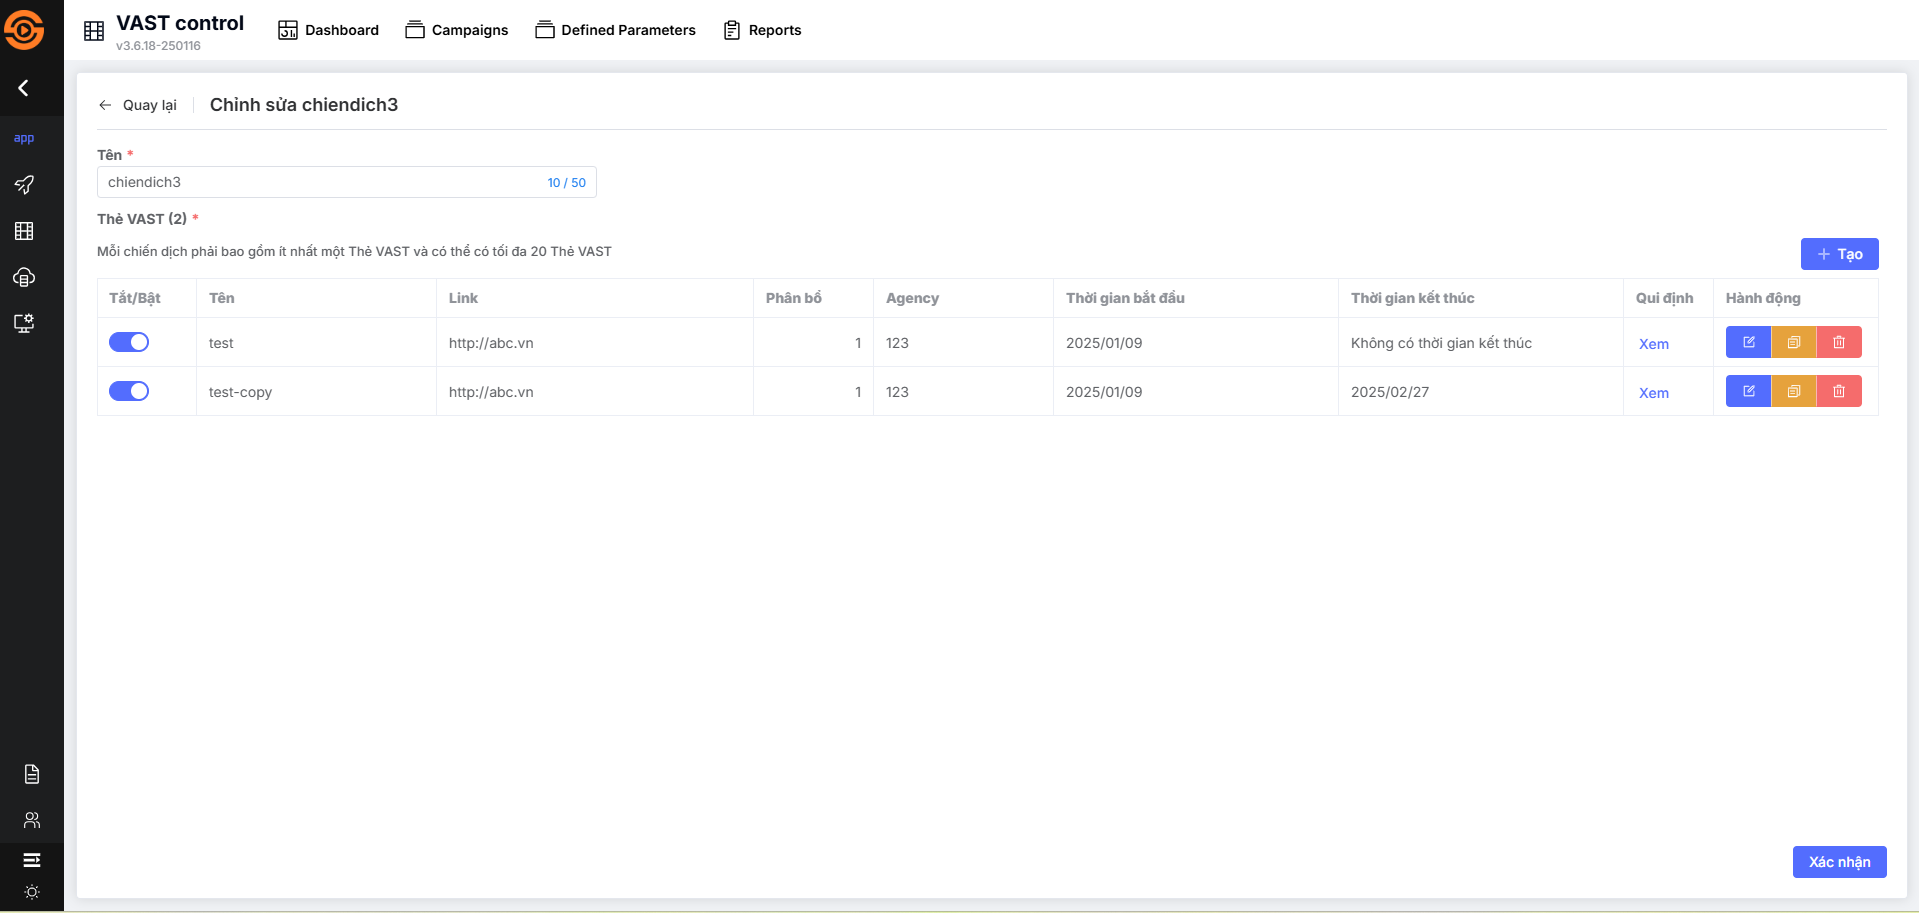 VAST control
v3.6.18-250116
Dashboard
Campaigns
Defined Parameters
Reports
app
Quay lại
Chỉnh sửa chiendich3
Tên *
chiendich3
10 / 50
Thẻ VAST (2) *
Mỗi chiến dịch phải bao gồm ít nhất một Thẻ VAST và có thể có tối đa 20 Thẻ VAST
Tạo
Tắt/Bật Tên Link Phân bổ Agency Thời gian bắt đầu Thời gian kết thúc Qui định Hành động
test http://abc.vn 1 123 2025/01/09 Không có thời gian kết thúc Xem
test-copy http://abc.vn 1 123 2025/01/09 2025/02/27 Xem
Xác nhận